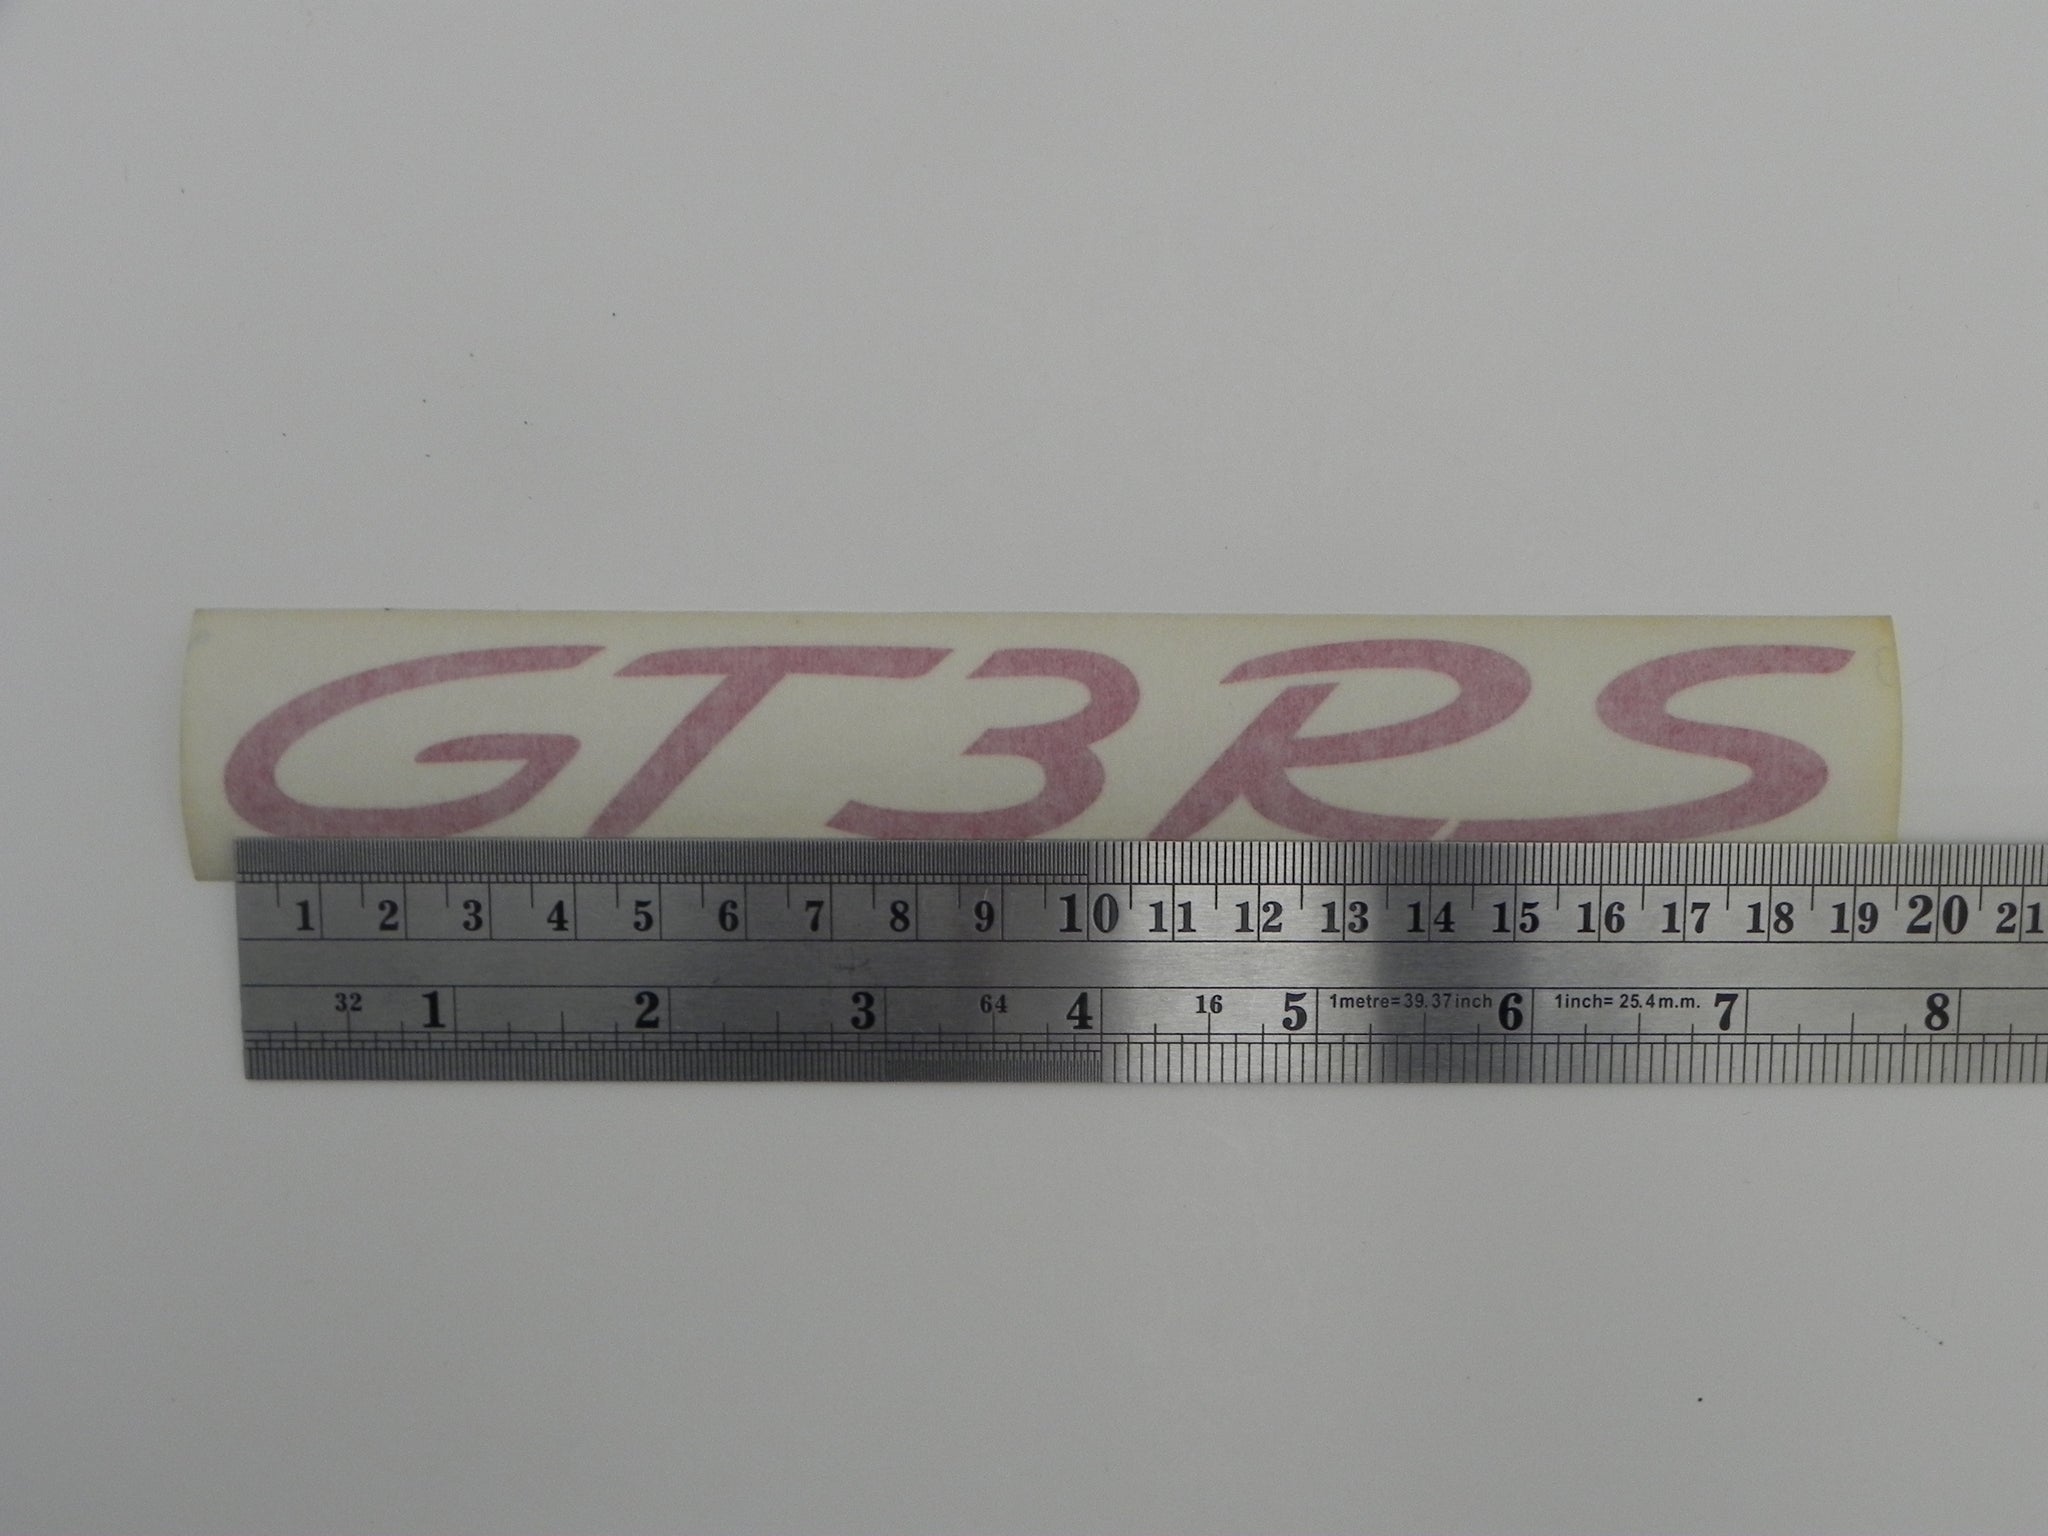 GT3RS
1 2 3 4 5 6 7 8 9 10 11 12 13 14 15 16 17 18 19 20 21
32 1 2 3 64 4 16 5 1metre=39.37inch 6 1inch=25.4m.m. 7 8